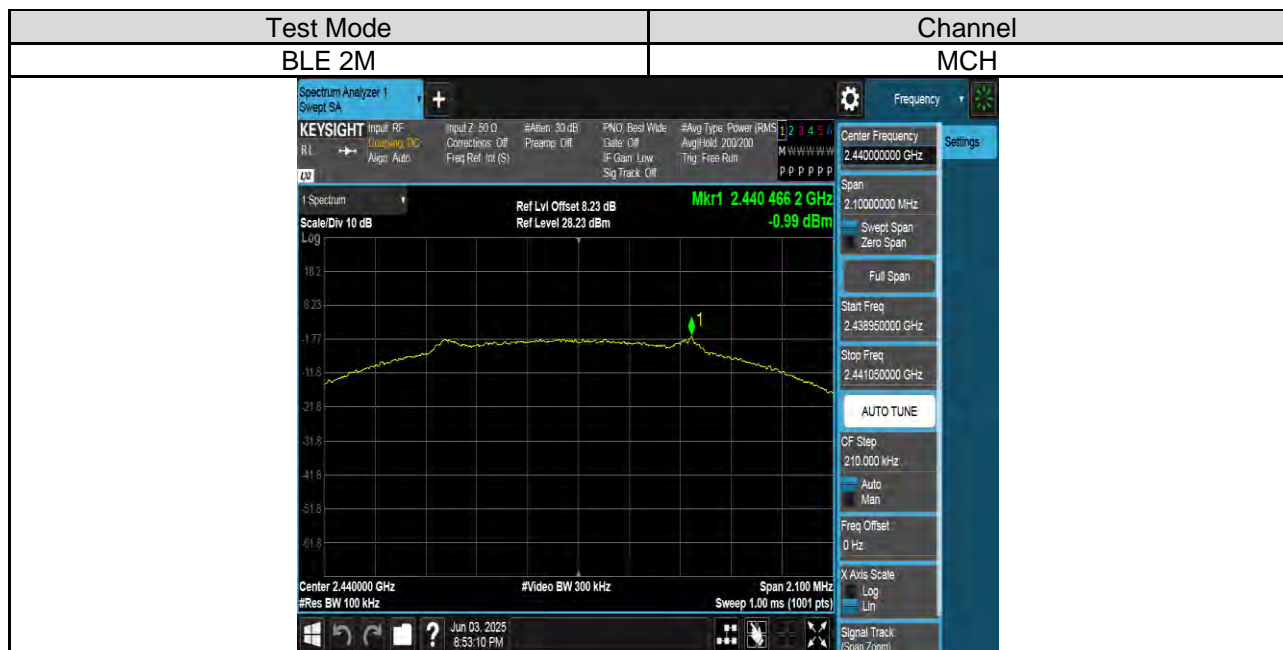 Test Mode Channel
BLE 2M MCH
Spectrum Analyzer 1
Swept SA
+
Frequency
KEYSIGHT Input: RF Input Z: 50 Ω #Atten: 30 dB PNO: Best Wide #Avg Type: Power (RMS 1 2 3 4 5 6
RL Coupling: DC Corrections: Off Preamp: Off Gate: Off Avg|Hold: 200/200 M W W W W W
Align: Auto Freq Ref: Int (S) IF Gain: Low Trig: Free Run
Sig Track: Off P P P P P P
1 Spectrum
Scale/Div 10 dB
Log
Ref Lvl Offset 8.23 dB
Ref Level 28.23 dBm
Mkr1 2.440 466 2 GHz
-0.99 dBm
18.2
8.23
-1.77
-11.8
-21.8
-31.8
-41.8
-51.8
-61.8
1
Center 2.440000 GHz #Video BW 300 kHz Span 2.100 MHz
#Res BW 100 kHz Sweep 1.00 ms (1001 pts)
?
Jun 03, 2025
8:53:10 PM
Center Frequency
2.440000000 GHz
Settings
Span
2.10000000 MHz
Swept Span
Zero Span
Full Span
Start Freq
2.438950000 GHz
Stop Freq
2.441050000 GHz
AUTO TUNE
CF Step
210.000 kHz
Auto
Man
Freq Offset
0 Hz
X Axis Scale
Log
Lin
Signal Track
(Span Zoom)